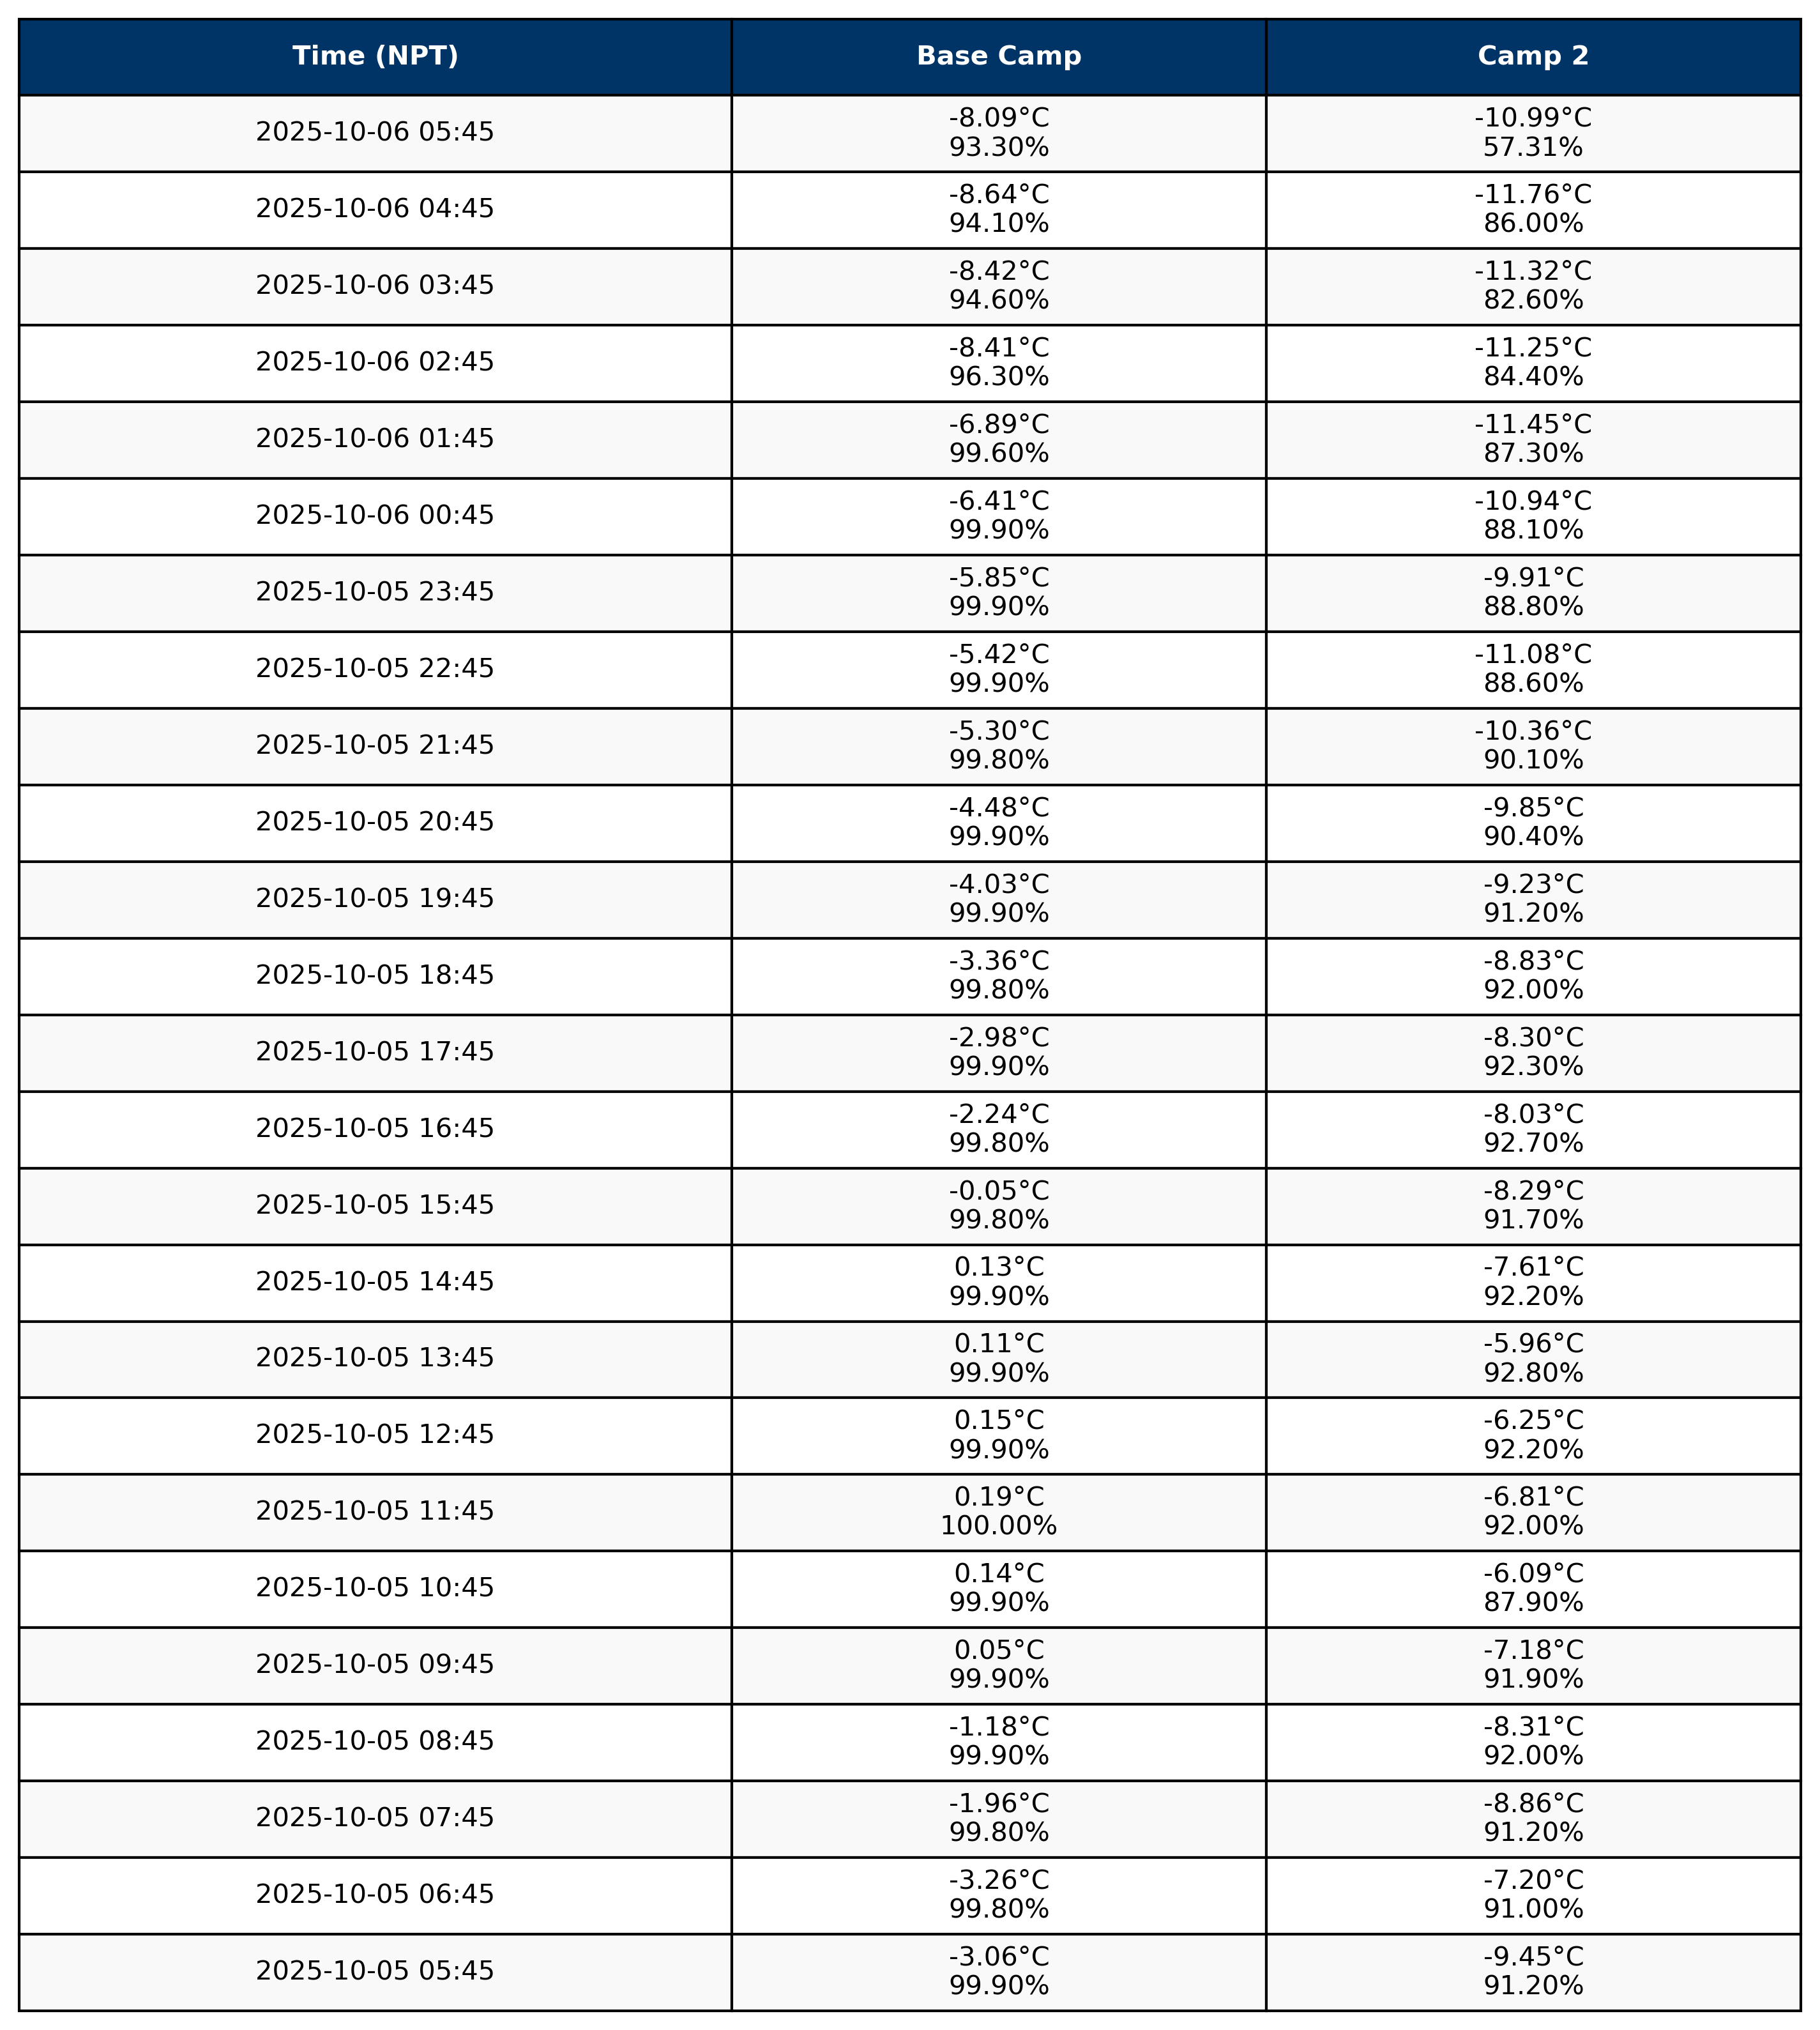 Time (NPT) Base Camp Camp 2
2025-10-06 05:45 -8.09°C -10.99°C
93.30% 57.31%
2025-10-06 04:45 -8.64°C -11.76°C
94.10% 86.00%
2025-10-06 03:45 -8.42°C -11.32°C
94.60% 82.60%
2025-10-06 02:45 -8.41°C -11.25°C
96.30% 84.40%
2025-10-06 01:45 -6.89°C -11.45°C
99.60% 87.30%
2025-10-06 00:45 -6.41°C -10.94°C
99.90% 88.10%
2025-10-05 23:45 -5.85°C -9.91°C
99.90% 88.80%
2025-10-05 22:45 -5.42°C -11.08°C
99.90% 88.60%
2025-10-05 21:45 -5.30°C -10.36°C
99.80% 90.10%
2025-10-05 20:45 -4.48°C -9.85°C
99.90% 90.40%
2025-10-05 19:45 -4.03°C -9.23°C
99.90% 91.20%
2025-10-05 18:45 -3.36°C -8.83°C
99.80% 92.00%
2025-10-05 17:45 -2.98°C -8.30°C
99.90% 92.30%
2025-10-05 16:45 -2.24°C -8.03°C
99.80% 92.70%
2025-10-05 15:45 -0.05°C -8.29°C
99.80% 91.70%
2025-10-05 14:45 0.13°C -7.61°C
99.90% 92.20%
2025-10-05 13:45 0.11°C -5.96°C
99.90% 92.80%
2025-10-05 12:45 0.15°C -6.25°C
99.90% 92.20%
2025-10-05 11:45 0.19°C -6.81°C
100.00% 92.00%
2025-10-05 10:45 0.14°C -6.09°C
99.90% 87.90%
2025-10-05 09:45 0.05°C -7.18°C
99.90% 91.90%
2025-10-05 08:45 -1.18°C -8.31°C
99.90% 92.00%
2025-10-05 07:45 -1.96°C -8.86°C
99.80% 91.20%
2025-10-05 06:45 -3.26°C -7.20°C
99.80% 91.00%
2025-10-05 05:45 -3.06°C -9.45°C
99.90% 91.20%